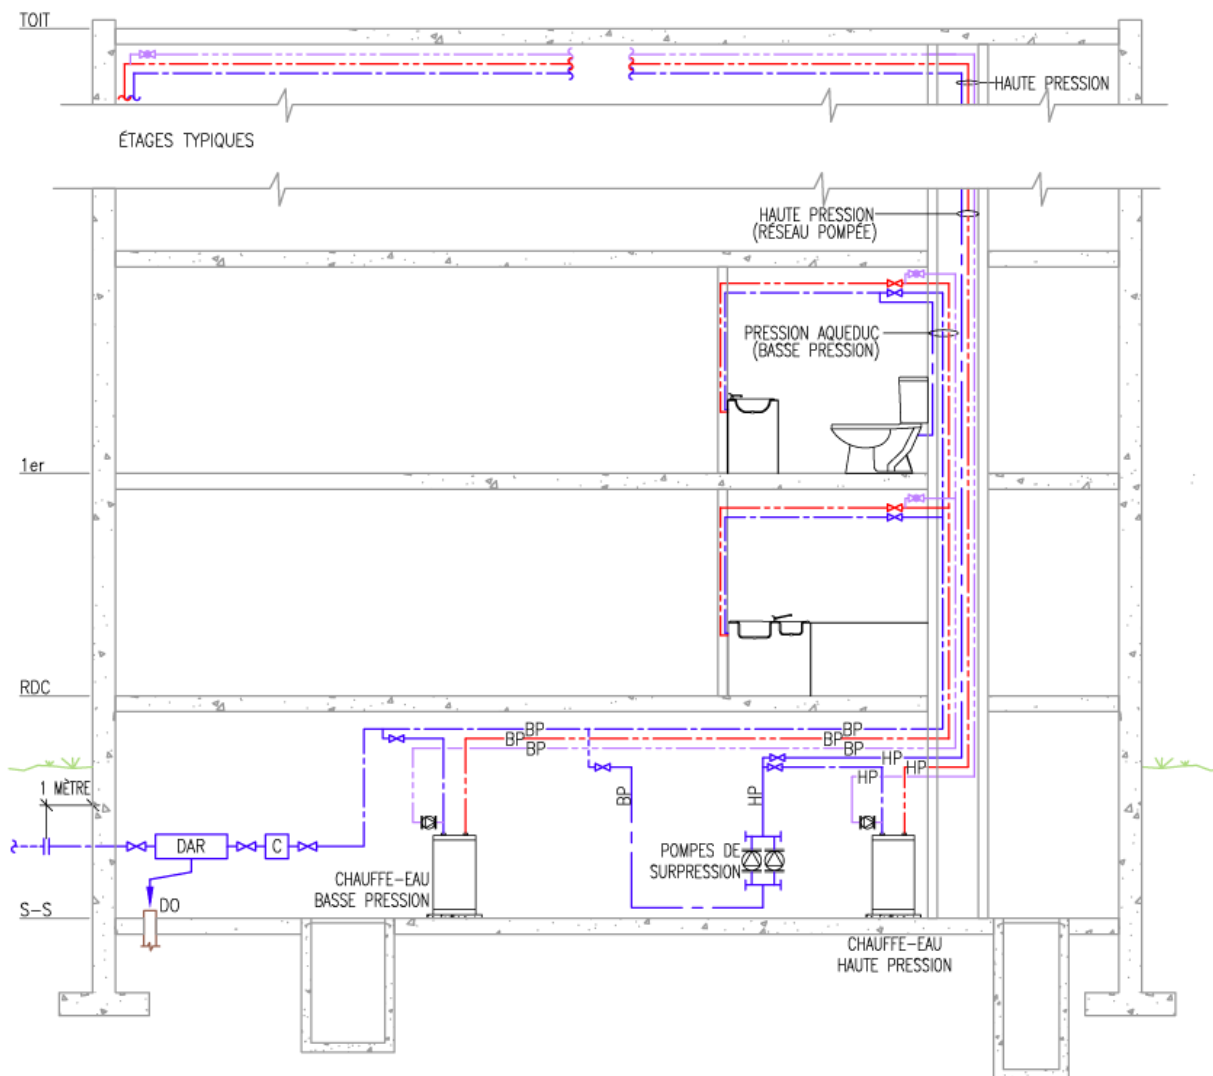 TOIT
HAUTE PRESSION
ÉTAGES TYPIQUES
HAUTE PRESSION
(RÉSEAU POMPÉE)
PRESSION AQUEDUC
(BASSE PRESSION)
1er
RDC
BP
BP
BP
BP
BP
BP
HP
HP
HP
BP
HP
1 MÈTRE
DAR
C
POMPES DE
SURPRESSION
CHAUFFE-EAU
BASSE PRESSION
DO
S-S
CHAUFFE-EAU
HAUTE PRESSION